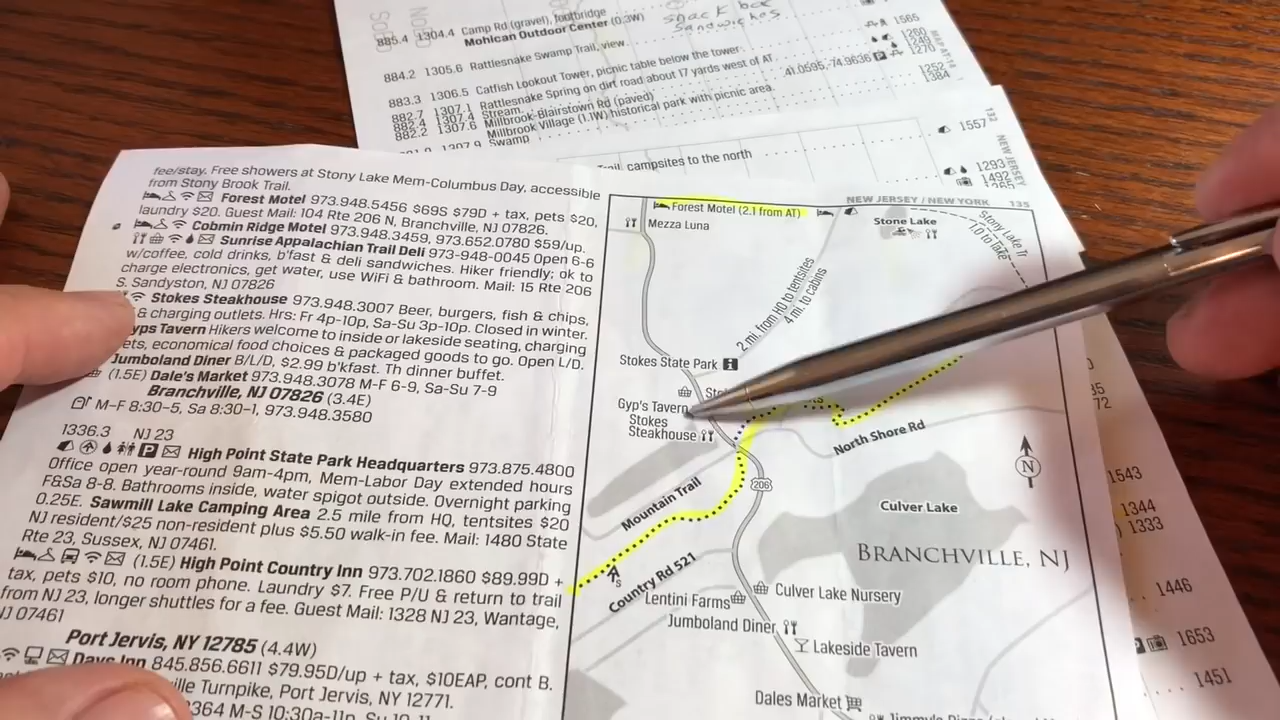 885.4 1304.4 Camp Rd (gravel), footbridge
Mohican Outdoor Center (0.3W)
snack box
sandwiches
884.2 1305.6 Rattlesnake Swamp Trail, view
883.3 1306.5 Catfish Lookout Tower, picnic table below the tower
882.7 1307.1 Rattlesnake Spring on dirt road about 17 yards west of AT
882.4 1307.4 Stream
882.2 1307.6 Millbrook-Blairstown Rd (paved)
Millbrook Village (1.1W) historical park with picnic area
41.0595,-74.9636
1307.9 Swamp
1565
1260
1270
1252
1384
campsites to the north
1557
NEW JERSEY
1293
1492
fee/stay. Free showers at Stony Lake Mem-Columbus Day, accessible
from Stony Brook Trail.
Forest Motel 973.948.5456 $69S $79D + tax, pets $20,
laundry $20. Guest Mail: 104 Rte 206 N, Branchville, NJ 07826.
Cobmin Ridge Motel 973.948.3459, 973.652.0780 $59/up.
Sunrise Appalachian Trail Deli 973-948-0045 Open 6-6
w/coffee, cold drinks, b'fast & deli sandwiches. Hiker friendly; ok to
charge electronics, get water, use WiFi & bathroom. Mail: 15 Rte 206
S. Sandyston, NJ 07826
Stokes Steakhouse 973.948.3007 Beer, burgers, fish & chips,
& charging outlets. Hrs: Fr 4p-10p, Sa-Su 3p-10p. Closed in winter.
yps Tavern Hikers welcome to inside or lakeside seating, charging
ets, economical food choices & packaged goods to go. Open L/D.
Jumboland Diner B/L/D, $2.99 b'kfast. Th dinner buffet.
(1.5E) Dale's Market 973.948.3078 M-F 6-9, Sa-Su 7-9
Branchville, NJ 07826 (3.4E)
M–F 8:30–5, Sa 8:30–1, 973.948.3580
1336.3 NJ 23
P
High Point State Park Headquarters 973.875.4800
Office open year-round 9am-4pm, Mem-Labor Day extended hours
F&Sa 8-8. Bathrooms inside, water spigot outside. Overnight parking
0.25E. Sawmill Lake Camping Area 2.5 mile from HQ, tentsites $20
NJ resident/$25 non-resident plus $5.50 walk-in fee. Mail: 1480 State
Rte 23, Sussex, NJ 07461.
(1.5E) High Point Country Inn 973.702.1860 $89.99D +
tax, pets $10, no room phone. Laundry $7. Free P/U & return to trail
from NJ 23, longer shuttles for a fee. Guest Mail: 1328 NJ 23, Wantage,
NJ 07461
Port Jervis, NY 12785 (4.4W)
Days Inn 845.856.6611 $79.95D/up + tax, $10EAP, cont B.
ville Turnpike, Port Jervis, NY 12771.
2364 M-S 10:30a-11p, Su 10-11
NEW JERSEY / NEW YORK 135
Forest Motel (2.1 from AT)
Mezza Luna
Stone Lake
Stony Lake Tr
1.0 to Lake
2 mi. from HQ to tentsites
4 mi. to cabins
Stokes State Park
Gyp's Tavern
Stokes
Steakhouse
North Shore Rd
N
206
Mountain Trail
Culver Lake
BRANCHVILLE, NJ
S
Country Rd 521
Lentini Farms
Culver Lake Nursery
Jumboland Diner
Lakeside Tavern
Dales Market
72
1543
1344
1333
1446
1653
1451